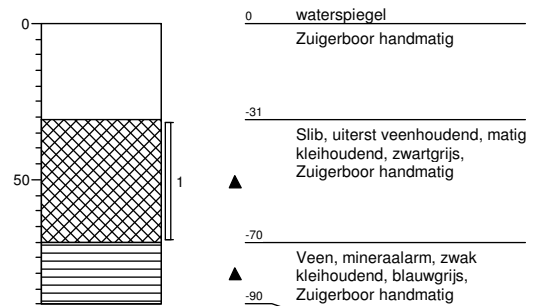 0
0 waterspiegel
Zuigerboor handmatig
-31
Slib, uiterst veenhoudend, matig
kleihoudend, zwartgrijs,
Zuigerboor handmatig
50
1
-70
Veen, mineraalarm, zwak
kleihoudend, blauwgrijs,
-90 Zuigerboor handmatig